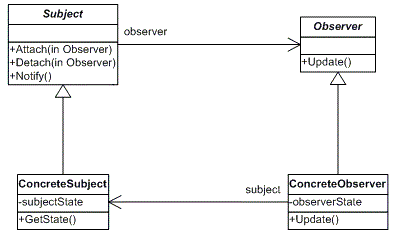 Subject
+Attach(in Observer)
+Detach(in Observer)
+Notify()
observer
Observer
+Update()
ConcreteSubject
-subjectState
+GetState()
subject
ConcreteObserver
-observerState
+Update()